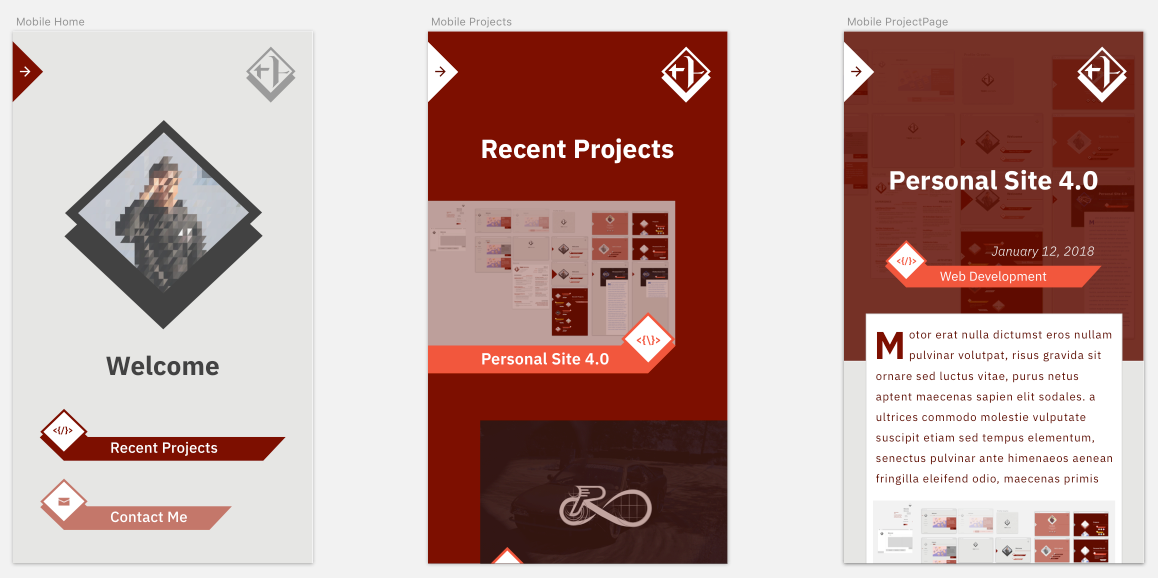 Mobile Home
Welcome
<{/}>
Recent Projects
Contact Me
Mobile Projects
Recent Projects
<{\}>
Personal Site 4.0
Mobile ProjectPage
Personal Site 4.0
January 12, 2018
<{/}>
Web Development
Motor erat nulla dictumst eros nullam
pulvinar volutpat, risus gravida sit
ornare sed luctus vitae, purus netus
aptent maecenas sapien elit sodales. a
ultrices commodo molestie vulputate
suscipit etiam sed tempus elementum,
senectus pulvinar ante himenaeos aenean
fringilla eleifend odio, maecenas primis